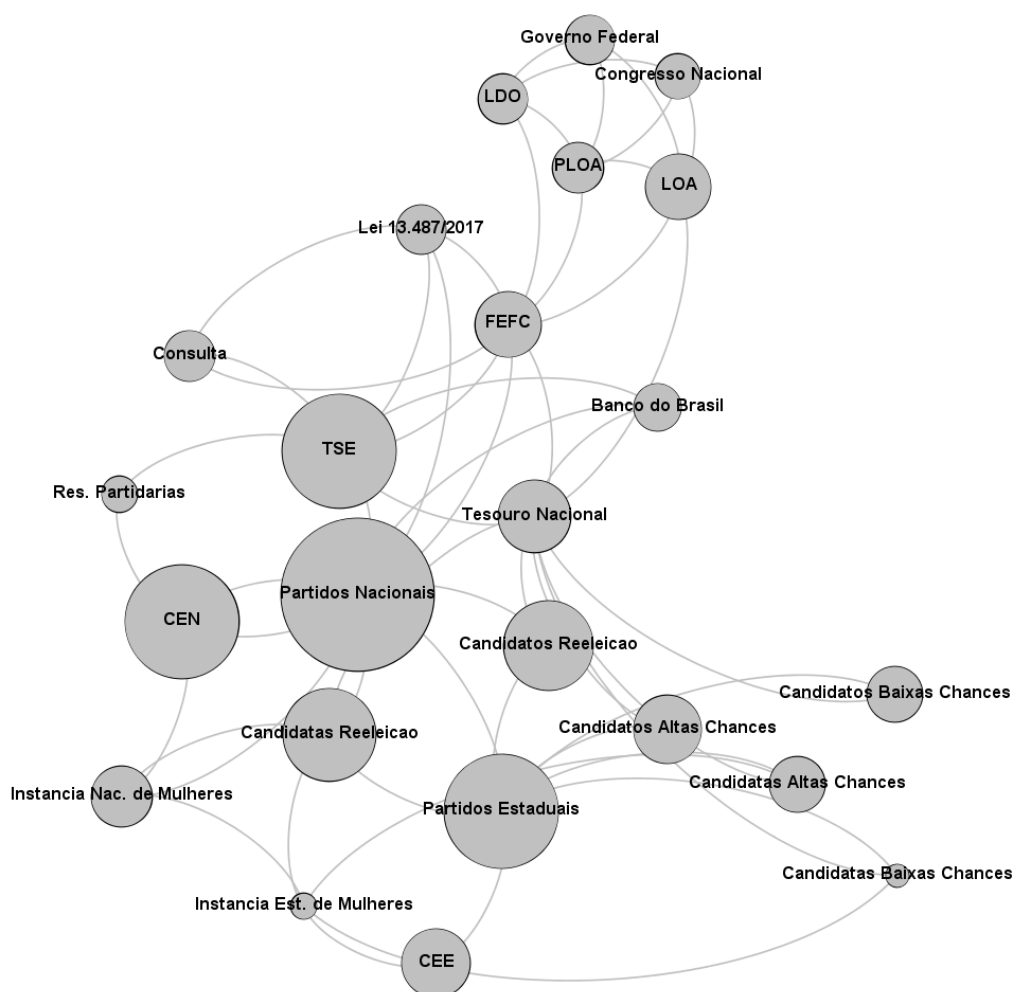 Governo Federal
Congresso Nacional
LDO
PLOA
LOA
Lei 13.487/2017
FEFC
Consulta
Banco do Brasil
TSE
Res. Partidarias
Tesouro Nacional
Partidos Nacionais
CEN
Candidatos Reeleicao
Candidatos Baixas Chances
Candidatas Reeleicao
Candidatos Altas Chances
Candidatas Altas Chances
Instancia Nac. de Mulheres
Partidos Estaduais
Candidatas Baixas Chances
Instancia Est. de Mulheres
CEE